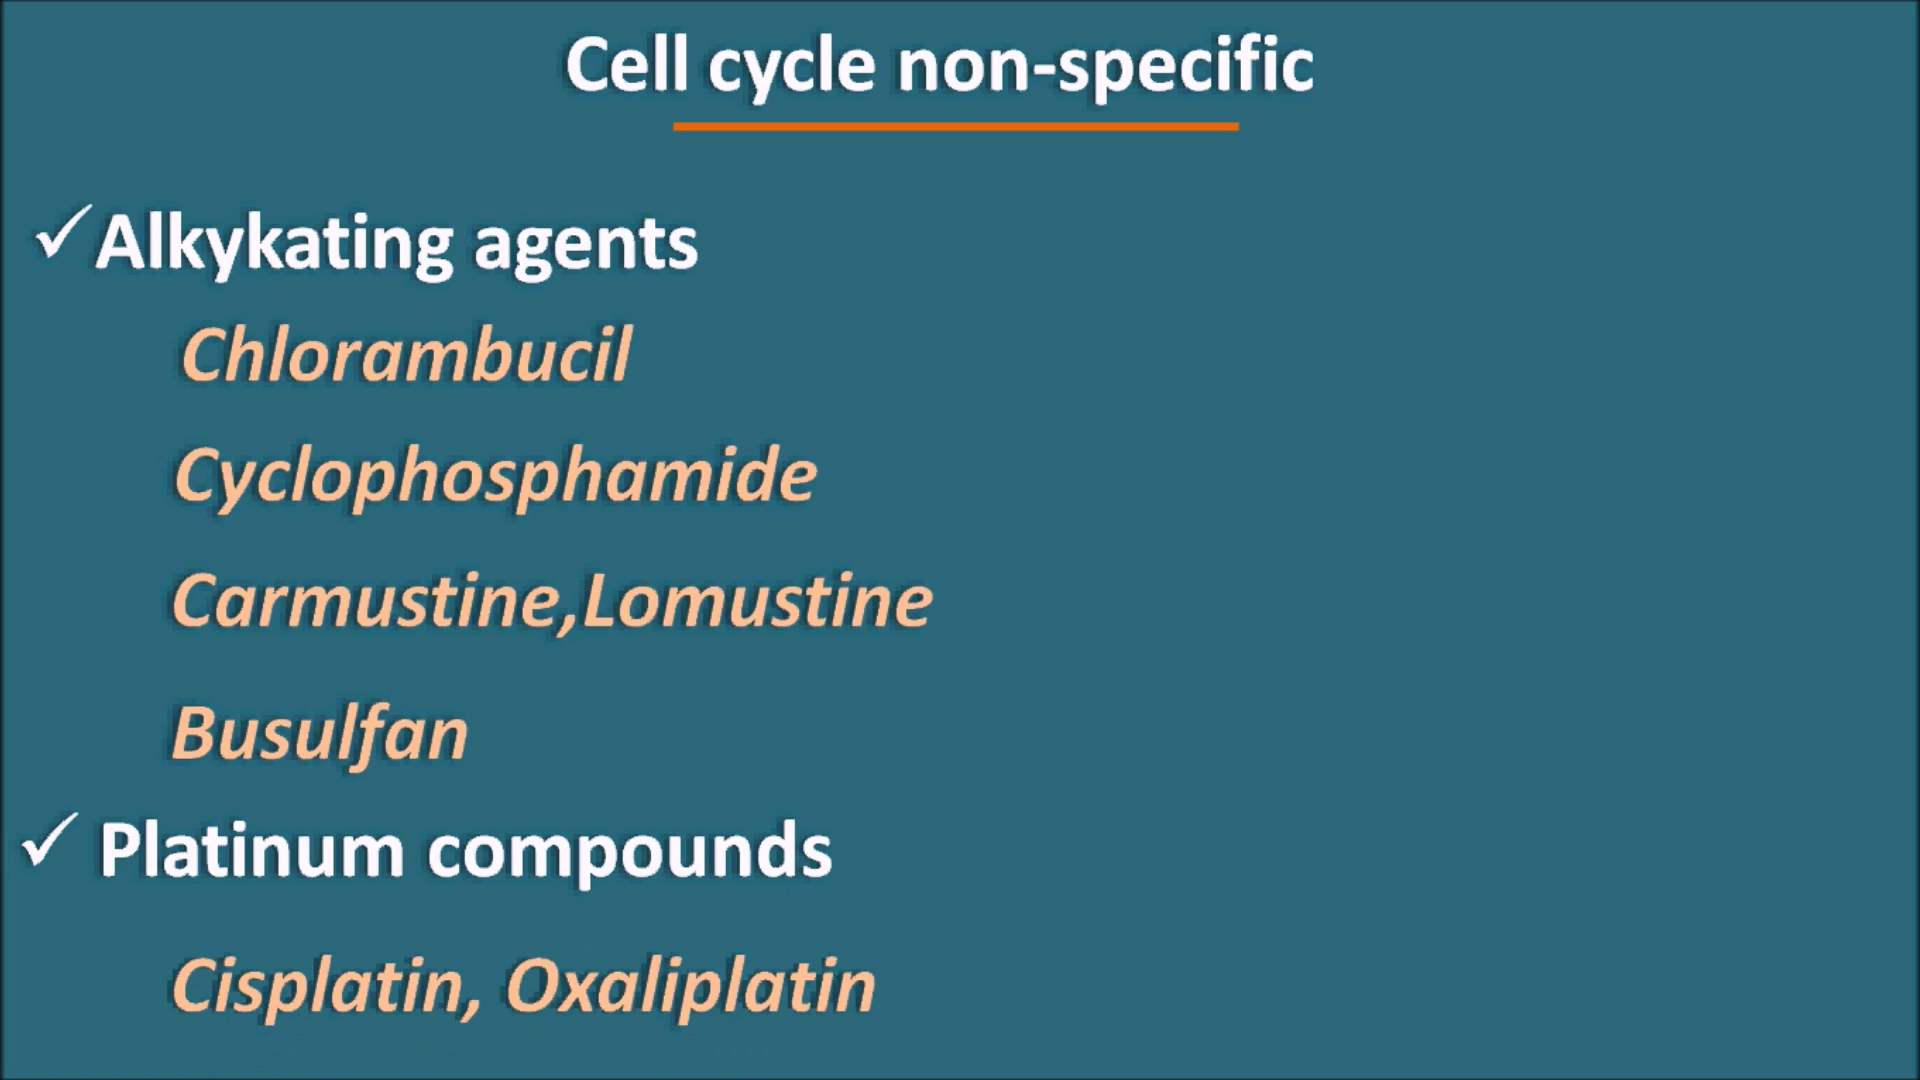 Cell cycle non-specific
✓Alkykating agents
Chlorambucil
Cyclophosphamide
Carmustine,Lomustine
Busulfan
✓ Platinum compounds
Cisplatin, Oxaliplatin